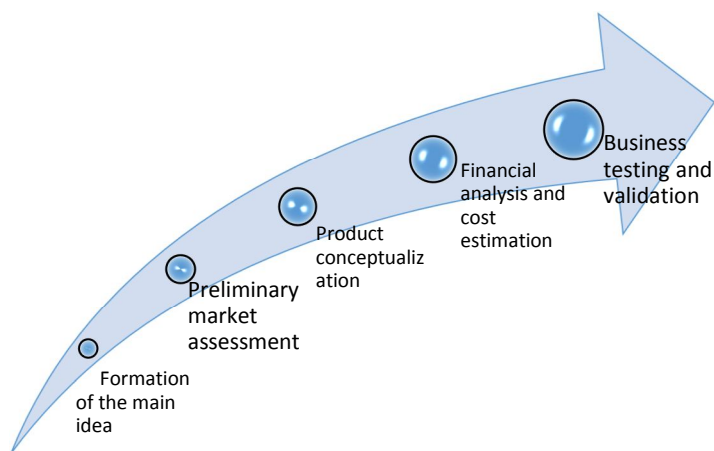 Formation
of the main
idea
Preliminary
market
assessment
Product
conceptualiz
ation
Financial
analysis and
cost
estimation
Business
testing and
validation